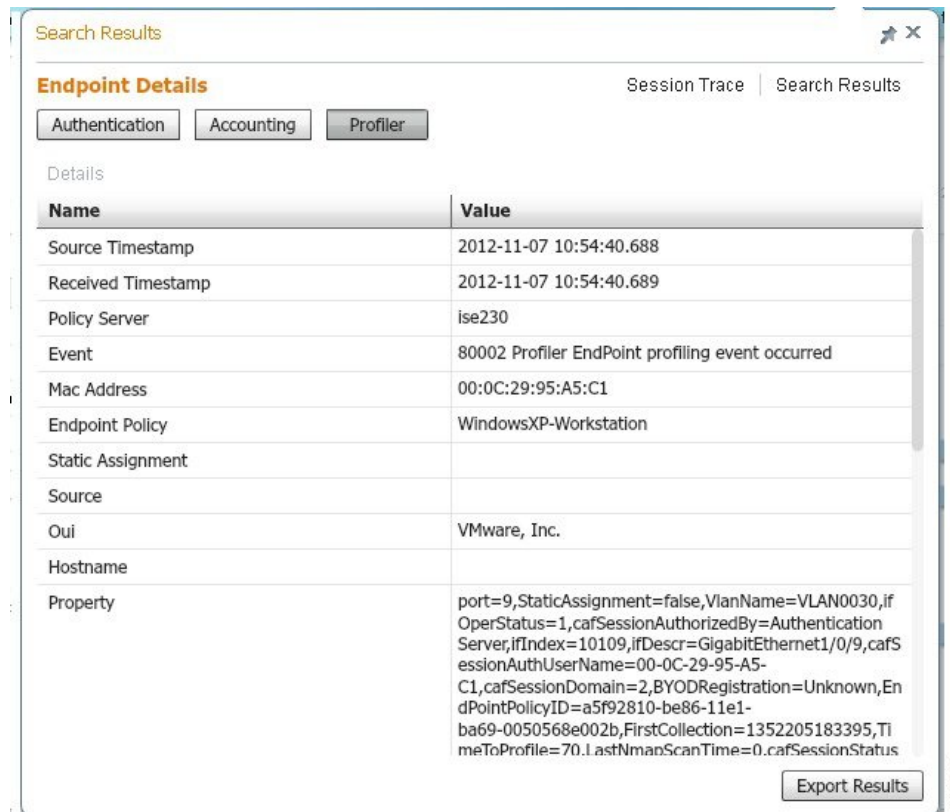 Search Results
Endpoint Details
Session Trace | Search Results
Authentication Accounting Profiler
Details
Name Value
Source Timestamp 2012-11-07 10:54:40.688
Received Timestamp 2012-11-07 10:54:40.689
Policy Server ise230
Event 80002 Profiler EndPoint profiling event occurred
Mac Address 00:0C:29:95:A5:C1
Endpoint Policy WindowsXP-Workstation
Static Assignment
Source
Oui VMware, Inc.
Hostname
Property port=9,StaticAssignment=false,VlanName=VLAN0030,if
OperStatus=1,cafSessionAuthorizedBy=Authentication
Server,ifIndex=10109,ifDescr=GigabitEthernet1/0/9,cafS
essionAuthUserName=00-0C-29-95-A5-
C1,cafSessionDomain=2,BYODRegistration=Unknown,En
dPointPolicyID=a5f92810-be86-11e1-
ba69-0050568e002b,FirstCollection=1352205183395,Ti
meToProfile=70,LastNmapScanTime=0,cafSessionStatus
Export Results